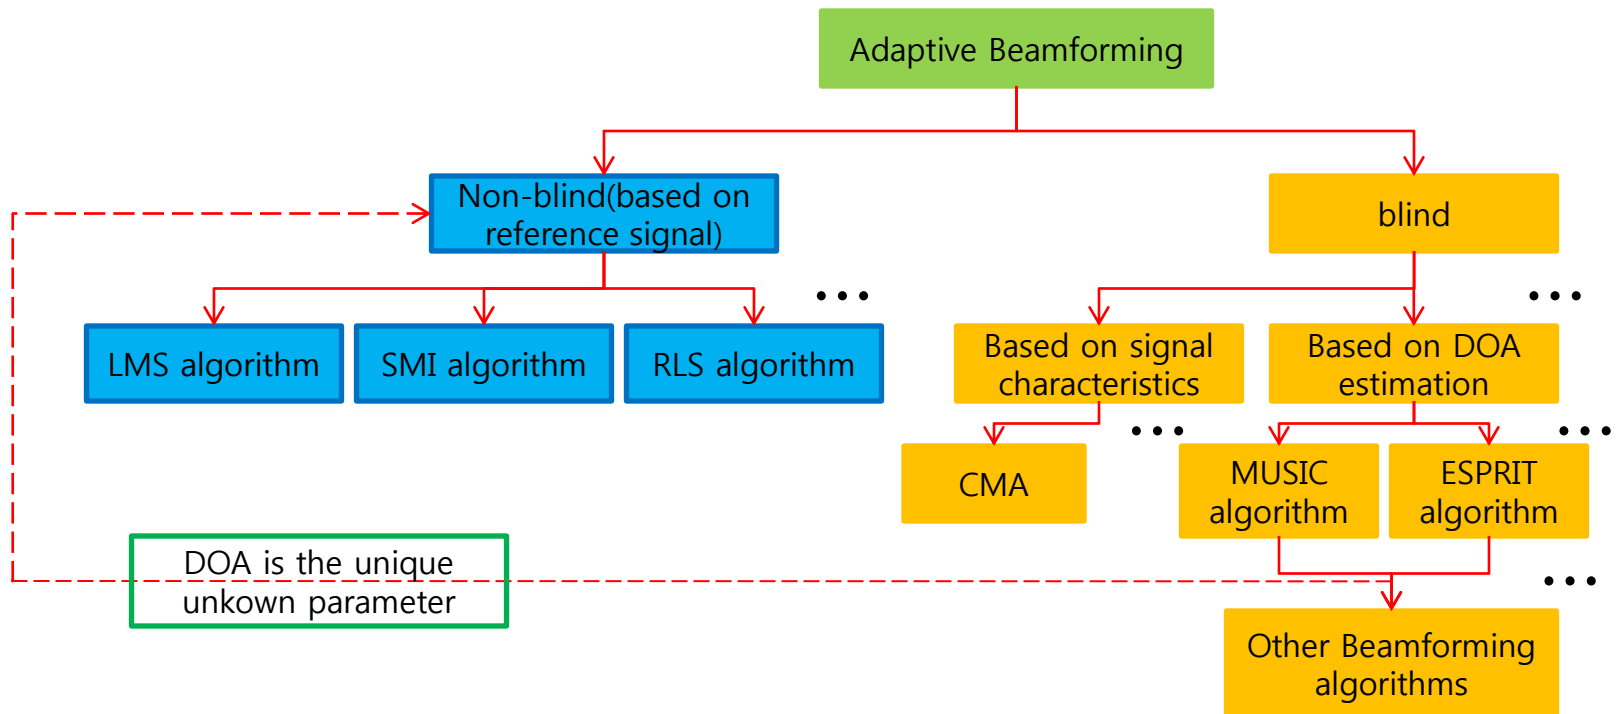 Adaptive Beamforming
Non-blind(based on
reference signal)
blind
LMS algorithm
SMI algorithm
RLS algorithm
•••
Based on signal
characteristics
Based on DOA
estimation
•••
CMA
•••
MUSIC
algorithm
ESPRIT
algorithm
•••
DOA is the unique
unkown parameter
•••
Other Beamforming
algorithms